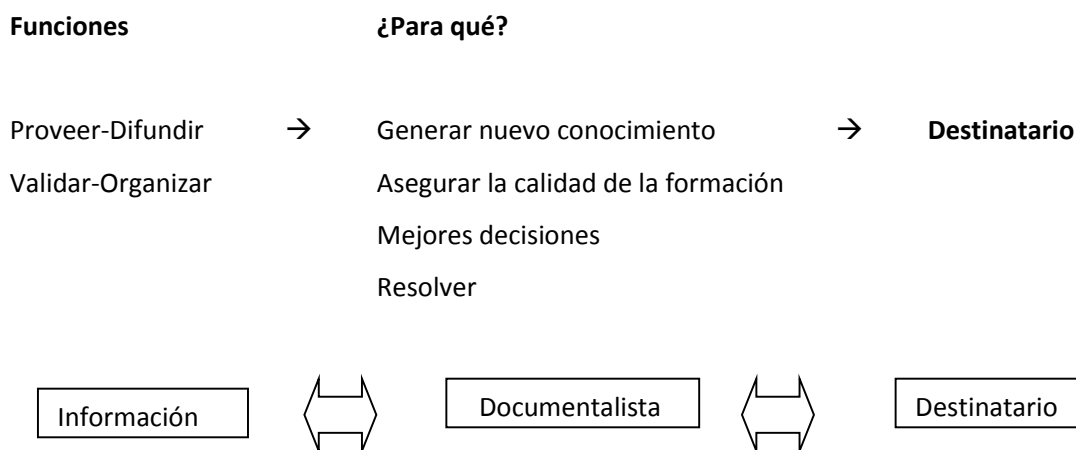 Funciones ¿Para qué?
Proveer-Difundir → Generar nuevo conocimiento → Destinatario
Validar-Organizar Asegurar la calidad de la formación
Mejores decisiones
Resolver
Información Documentalista Destinatario